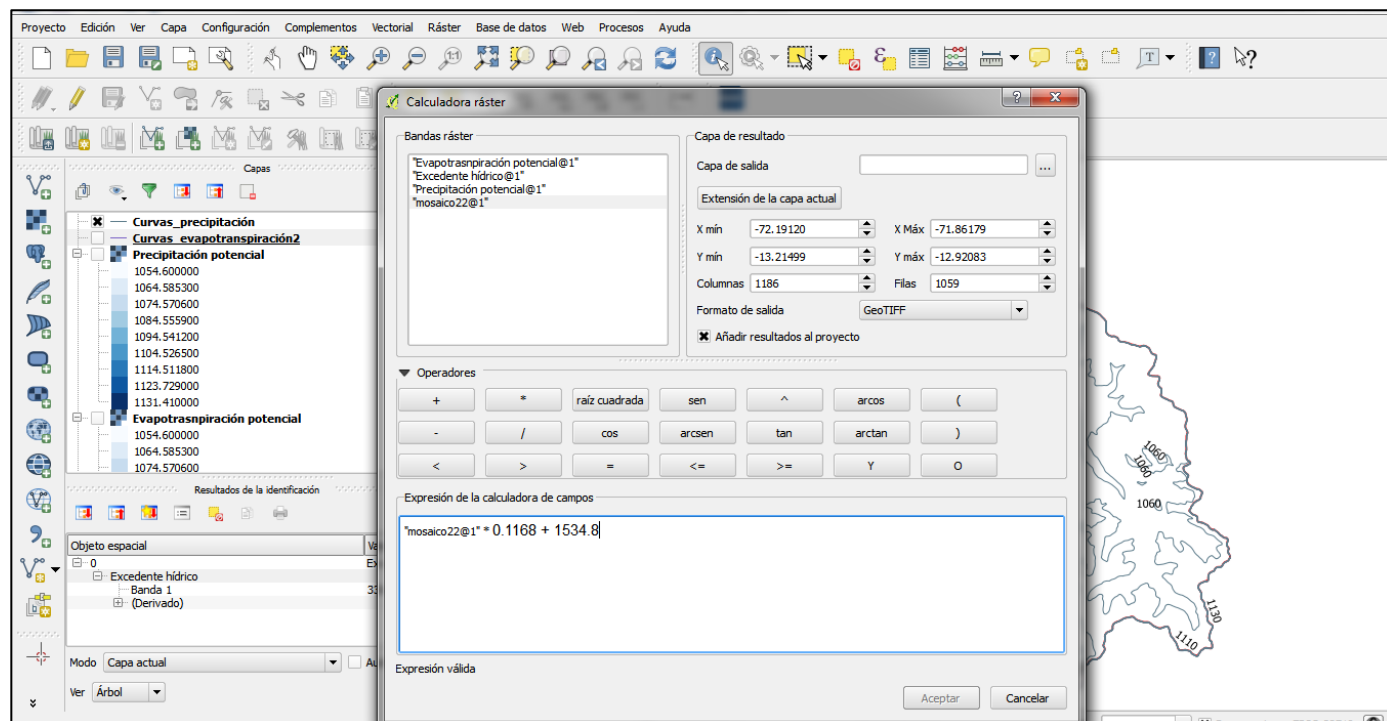 Proyecto Edición Ver Capa Configuración Complementos Vectorial Ráster Base de datos Web Procesos Ayuda
Calculadora ráster
Bandas ráster
"Evapotrasnpiración potencial@1"
"Excedente hídrico@1"
"Precipitación potencial@1"
"mosaico22@1"
Capa de resultado
Capa de salida
...
Extensión de la capa actual
X mín -72.19120 X Máx -71.86179
Y mín -13.21499 Y máx -12.92083
Columnas 1186 Filas 1059
Formato de salida GeoTIFF
Añadir resultados al proyecto
Operadores
+ * raíz cuadrada sen ^ arcos (
- / cos arcsen tan arctan )
< > = <= >= Y O
Expresión de la calculadora de campos
"mosaico22@1" * 0.1168 + 1534.8
Expresión válida
Aceptar Cancelar
Capas
Curvas_precipitación
Curvas_evapotranspiración2
Precipitación potencial
1054.600000
1064.585300
1074.570600
1084.555900
1094.541200
1104.526500
1114.511800
1123.729000
1131.410000
Evapotrasnpiración potencial
1054.600000
1064.585300
1074.570600
Resultados de la identificación
Objeto espacial
0
Excedente hídrico
Banda 1
(Derivado)
Modo Capa actual
Ver Árbol
1060
1060
1060
1130
1110